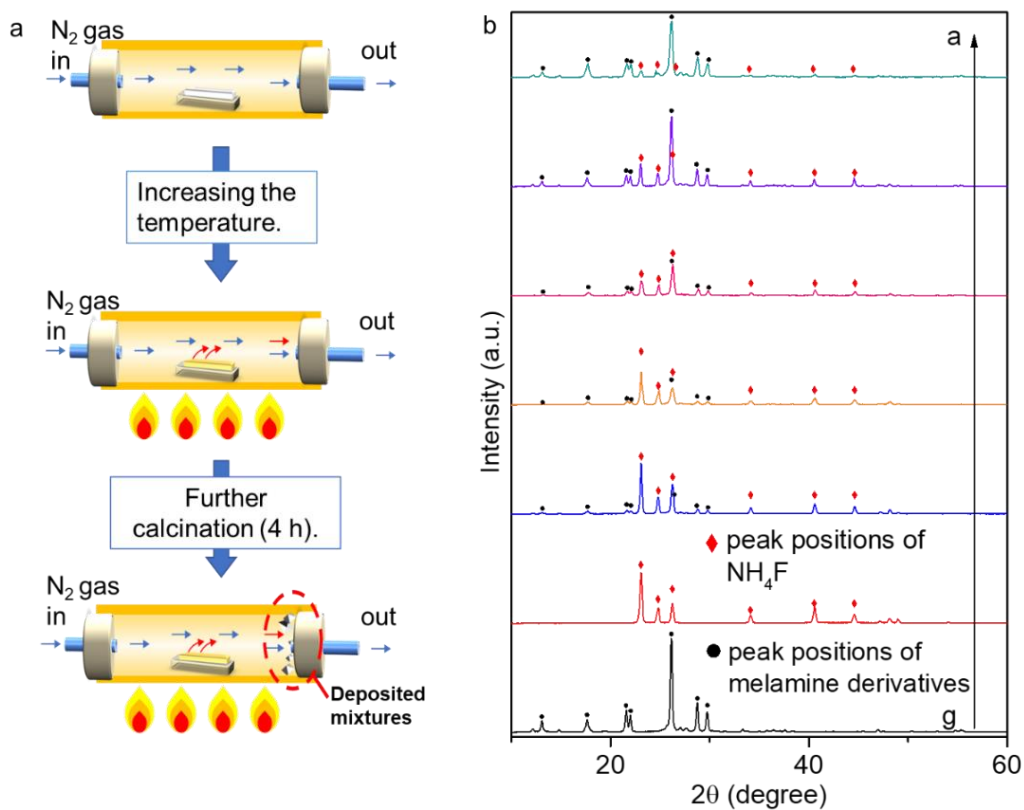 a
N2 gas
in
out
Increasing the
temperature.
N2 gas
in
out
Further
calcination (4 h).
N2 gas
in
out
Deposited
mixtures
b
a
Intensity (a.u.)
peak positions of
NH4F
peak positions of
melamine derivatives
g
20
40
60
2θ (degree)